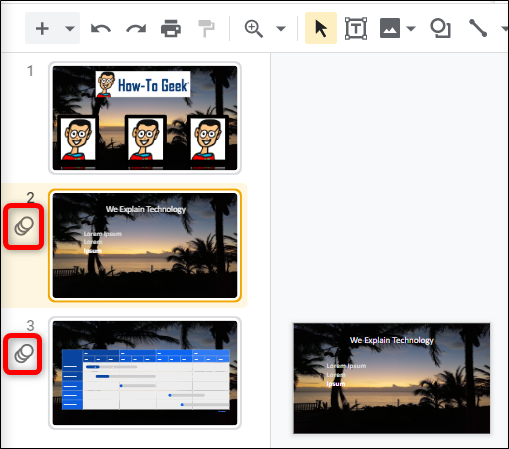 1
How-To Geek
2
We Explain Technology
Lorem Ipsum
Lorem
Ipsum
3
We Explain Technology
Lorem Ipsum
Lorem
Ipsum